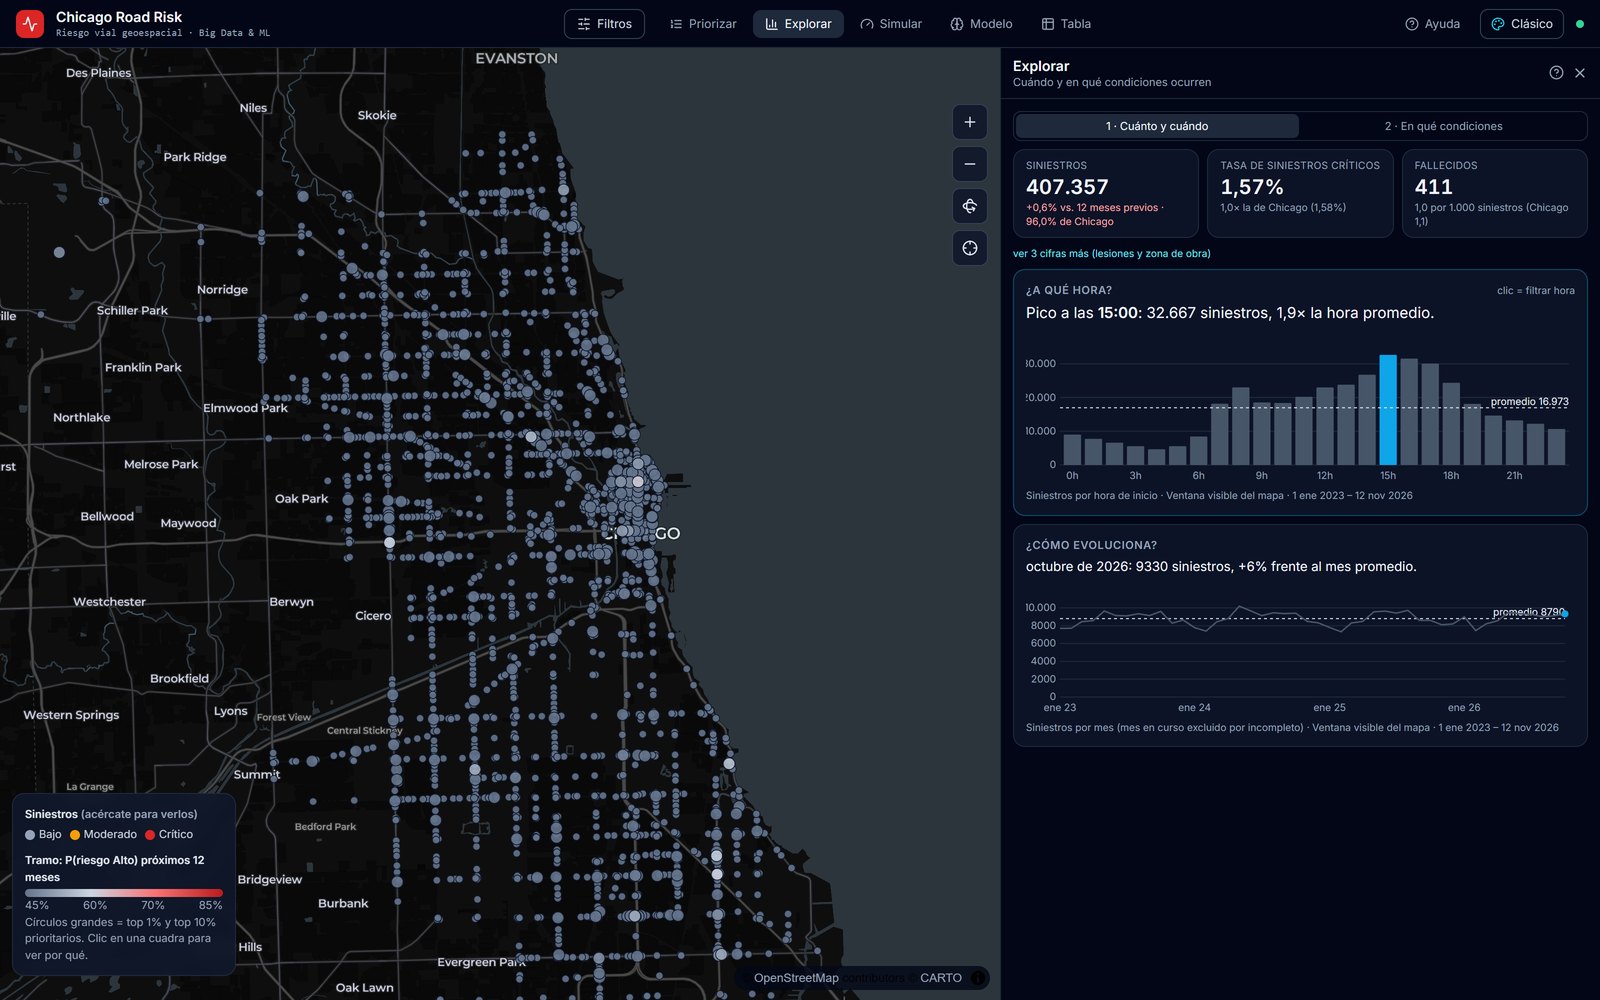 Chicago Road Risk
Riesgo vial geoespacial · Big Data & ML
Filtros
Priorizar
Explorar
Simular
Modelo
Tabla
Ayuda
Clásico
EVANSTON
Des Plaines
Niles
Skokie
Park Ridge
Norridge
Schiller Park
ille
Franklin Park
Elmwood Park
Northlake
Melrose Park
rst
Oak Park
Bellwood
Maywood
GO
Westchester
Berwyn
Cicero
Brookfield
Lyons
Forest View
Western Springs
Central Stickney
Summit
La Grange
Bedford Park
Bridgeview
Burbank
Hills
Evergreen Park
Oak Lawn
Siniestros (acércate para verlos)
Bajo Moderado Crítico
Tramo: P(riesgo Alto) próximos 12
meses
45% 60% 70% 85%
Círculos grandes = top 1% y top 10%
prioritarios. Clic en una cuadra para
ver por qué.
OpenStreetMap contributors © CARTO
Explorar
Cuándo y en qué condiciones ocurren
1 · Cuánto y cuándo
2 · En qué condiciones
SINIESTROS
407.357
+0,6% vs. 12 meses previos ·
96,0% de Chicago
TASA DE SINIESTROS CRÍTICOS
1,57%
1,0× la de Chicago (1,58%)
FALLECIDOS
411
1,0 por 1.000 siniestros (Chicago
1,1)
ver 3 cifras más (lesiones y zona de obra)
¿A QUÉ HORA?
clic = filtrar hora
Pico a las 15:00: 32.667 siniestros, 1,9× la hora promedio.
30.000
20.000
10.000
0
promedio 16.973
0h 3h 6h 9h 12h 15h 18h 21h
Siniestros por hora de inicio · Ventana visible del mapa · 1 ene 2023 – 12 nov 2026
¿CÓMO EVOLUCIONA?
octubre de 2026: 9330 siniestros, +6% frente al mes promedio.
10.000
8000
6000
4000
2000
0
promedio 8790
ene 23 ene 24 ene 25 ene 26
Siniestros por mes (mes en curso excluido por incompleto) · Ventana visible del mapa · 1 ene 2023 – 12 nov 2026